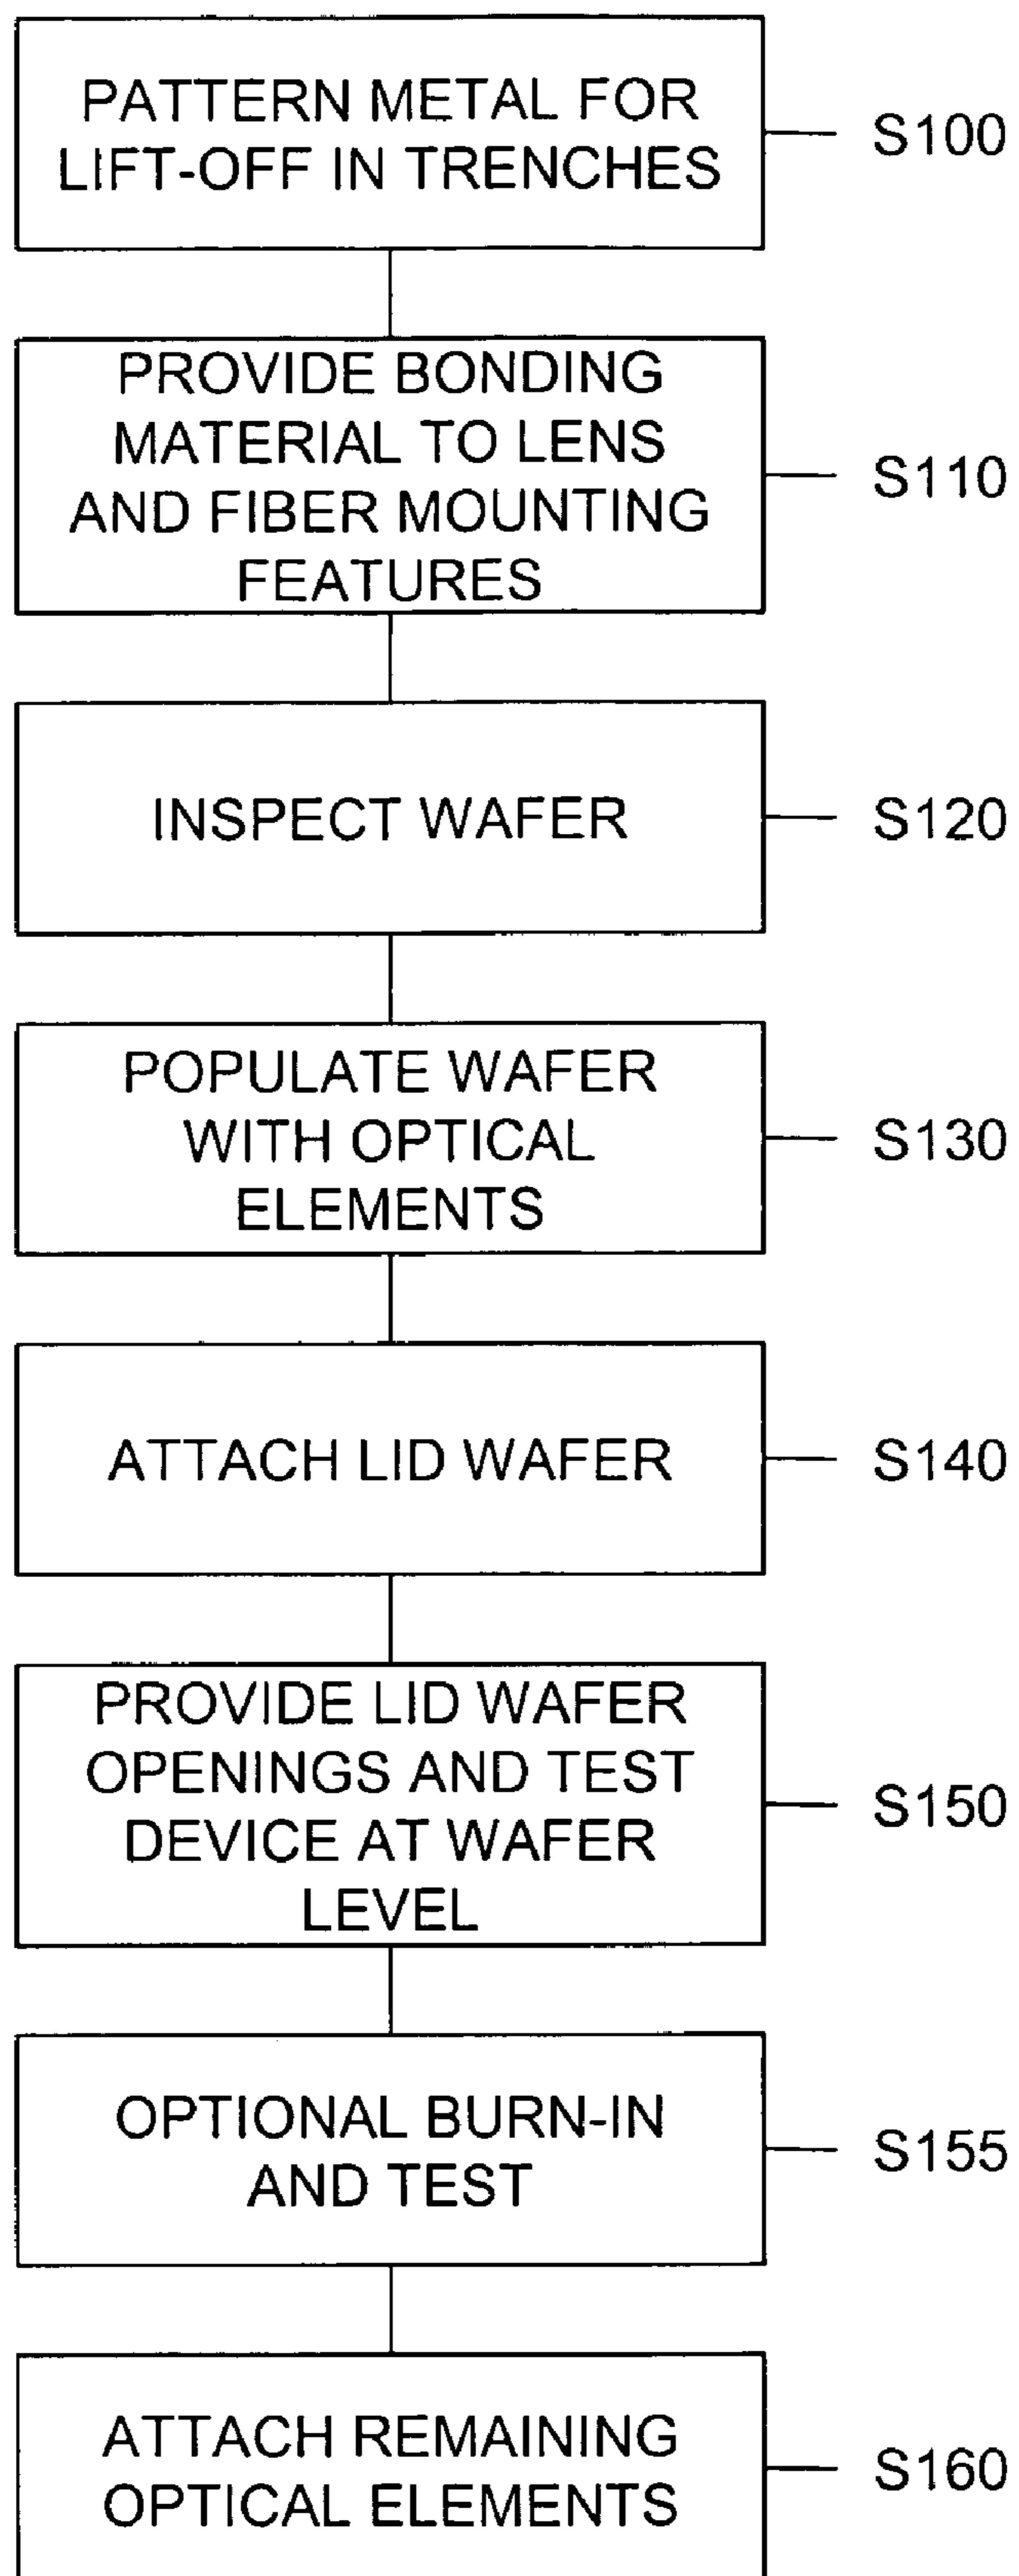 PATTERN METAL FOR
LIFT-OFF IN TRENCHES
S100
PROVIDE BONDING
MATERIAL TO LENS
AND FIBER MOUNTING
FEATURES
S110
INSPECT WAFER
S120
POPULATE WAFER
WITH OPTICAL
ELEMENTS
S130
ATTACH LID WAFER
S140
PROVIDE LID WAFER
OPENINGS AND TEST
DEVICE AT WAFER
LEVEL
S150
OPTIONAL BURN-IN
AND TEST
S155
ATTACH REMAINING
OPTICAL ELEMENTS
S160